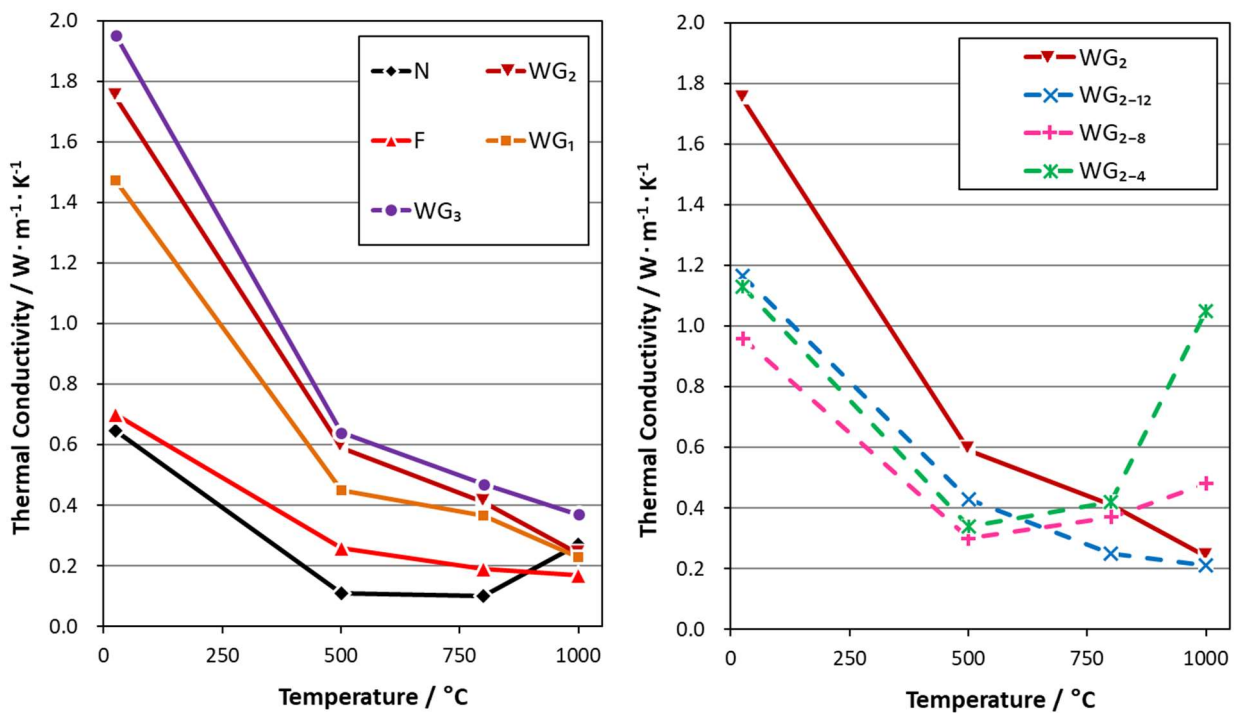 Thermal Conductivity / W · m⁻¹ · K⁻¹
2.0
1.8
1.6
1.4
1.2
1.0
0.8
0.6
0.4
0.2
0.0
N
WG₂
F
WG₁
WG₃
0 250 500 750 1000
Temperature / °C
Thermal Conductivity / W · m⁻¹ · K⁻¹
2.0
1.8
1.6
1.4
1.2
1.0
0.8
0.6
0.4
0.2
0.0
WG₂
WG₂₋₁₂
WG₂₋₈
WG₂₋₄
0 250 500 750 1000
Temperature / °C